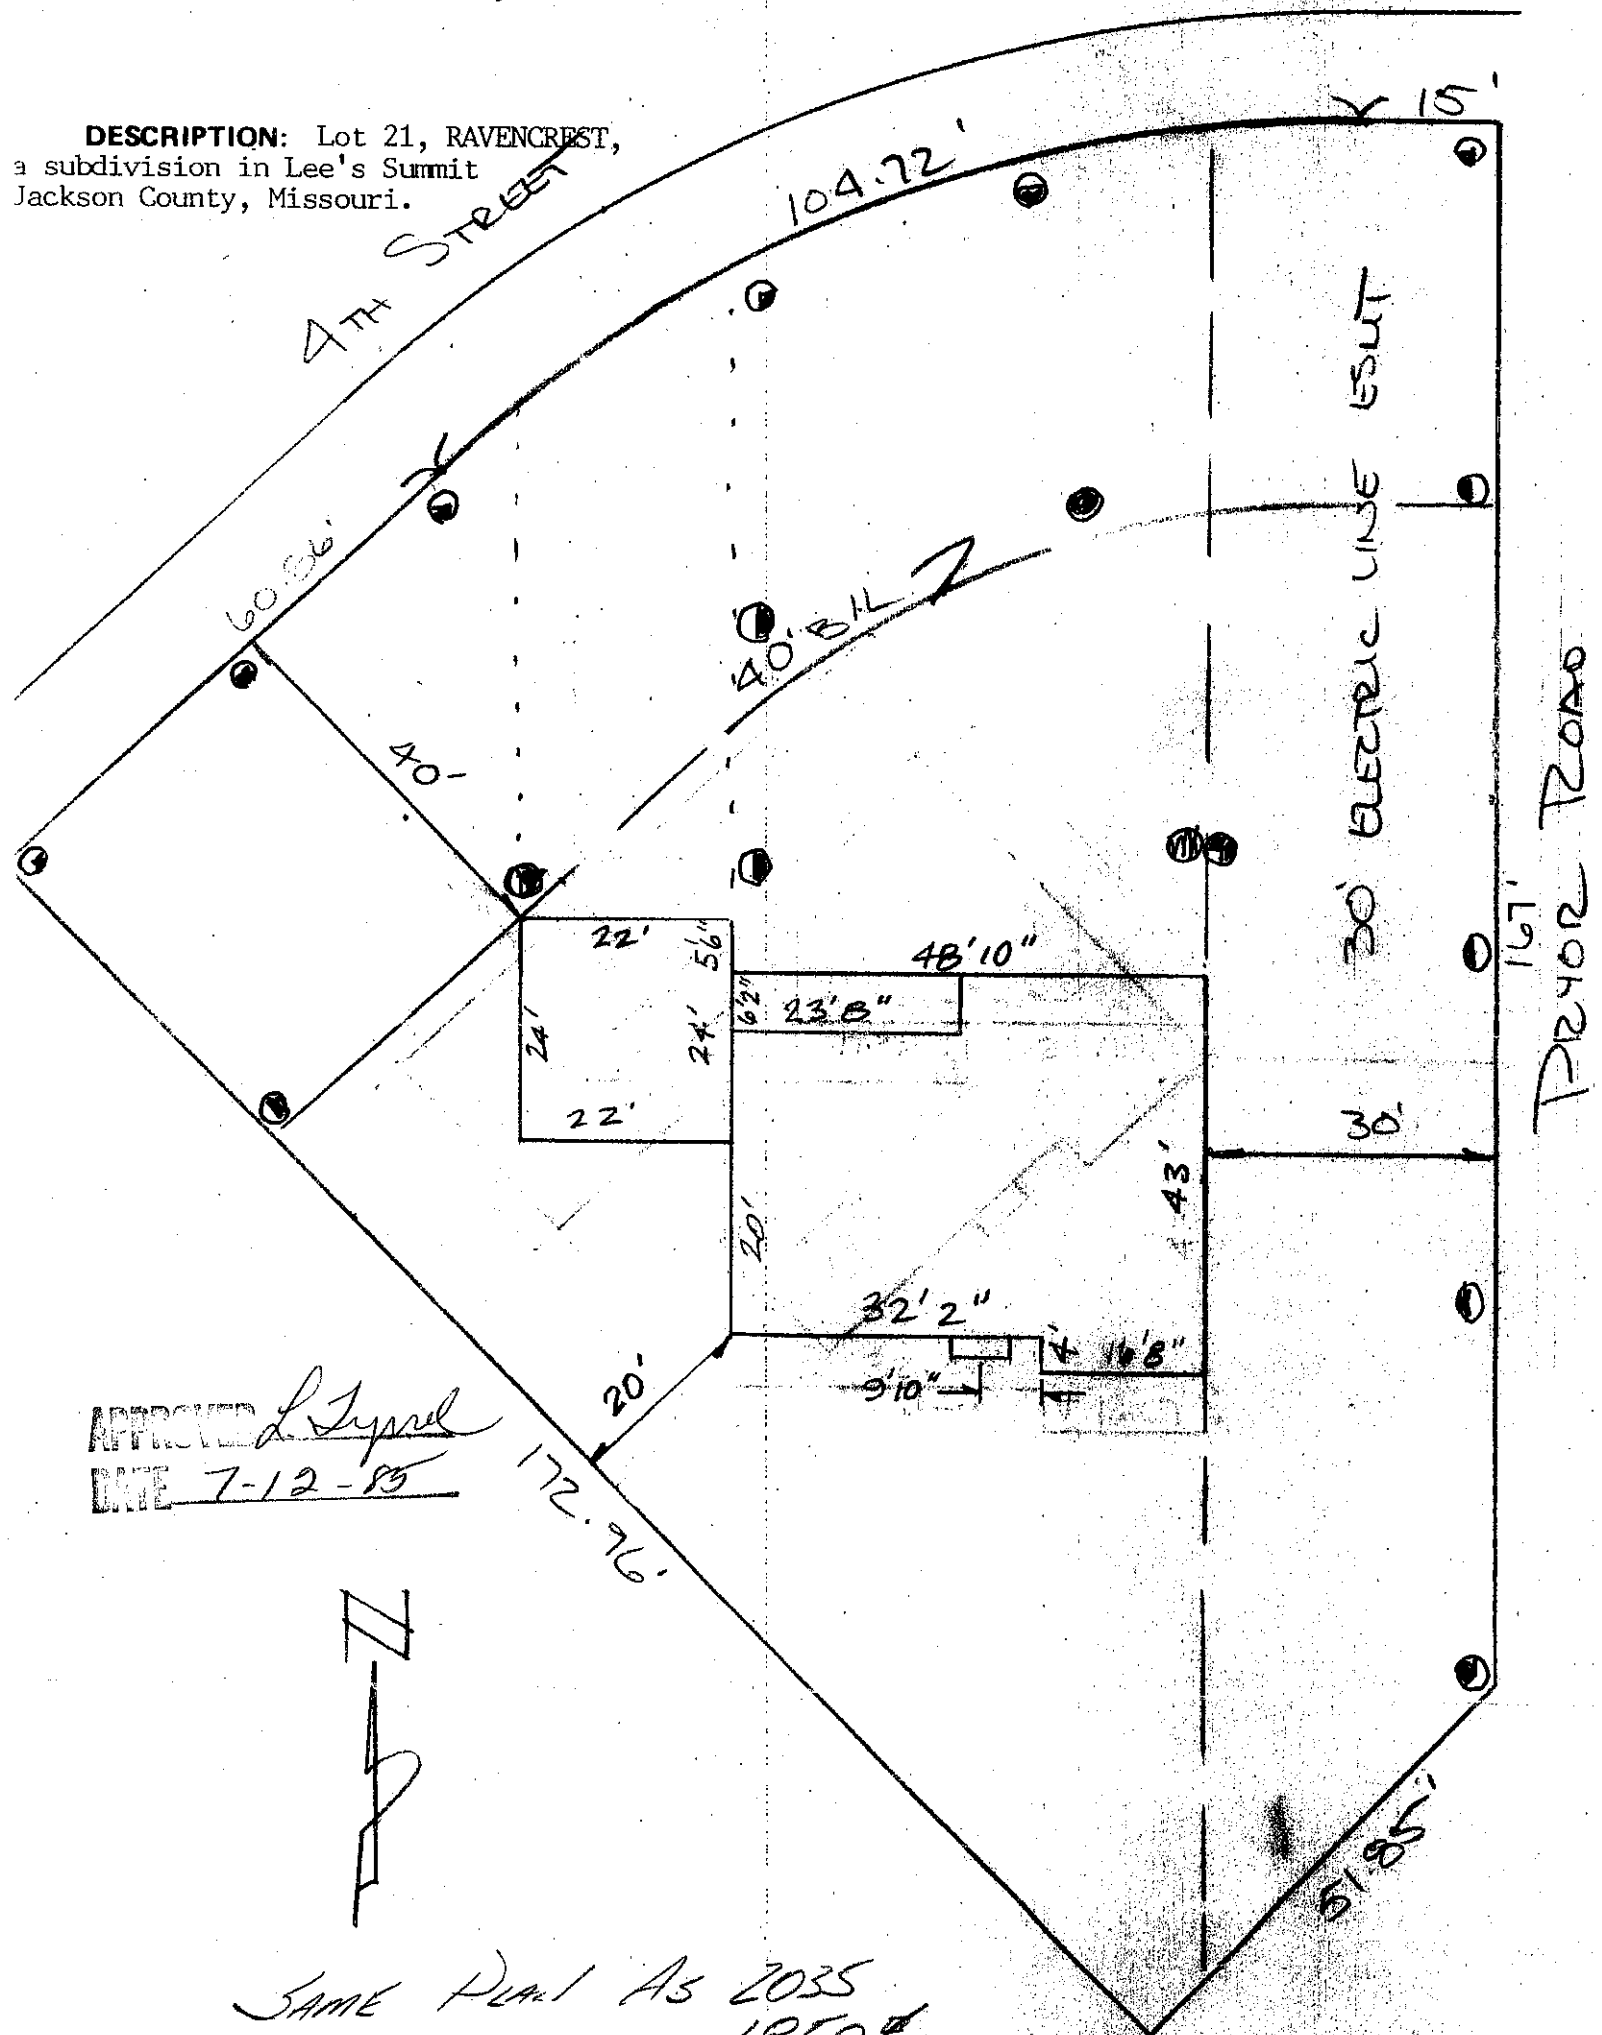 DESCRIPTION: Lot 21, RAVENCREST,
a subdivision in Lee's Summit
Jackson County, Missouri.
4TH STREET
15'
104.72'
60.86'
40'
40' B/L
30' ELECTRIC LINE ESMT
PRYOR ROAD
167'
22'
5'6"
48'10"
6'2"
23'8"
24'
24'
22'
30'
43'
20'
32'2"
4'
16'8"
9'10"
20'
172.96'
51.85'
APPROVED L.
DATE 7-12-85
N
SAME PLAN AS 2035
1850